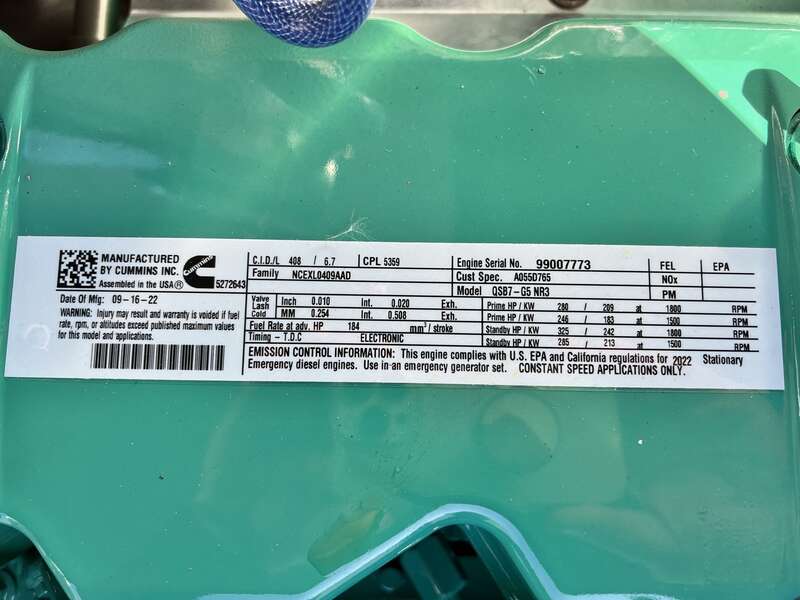 MANUFACTURED
BY CUMMINS INC.
Assembled in the USA®
Cummins
5272643
Date Of Mfg: 09-16-22
WARNING: Injury may result and warranty is voided if fuel
rate, rpm, or altitudes exceed published maximum values
for this model and applications.
C.I.D./L 408 / 6.7 CPL 5359
Family NCEXL0409AAD
Engine Serial No. 99007773
Cust Spec. A055D765
Model QSB7-G5 NR3
FEL EPA
NOx
PM
Valve Lash Cold Inch 0.010 Int. 0.020 Exh.
MM 0.254 Int. 0.508 Exh.
Fuel Rate at adv. HP 184 mm³/stroke
Timing - T.D.C ELECTRONIC
Prime HP / KW 280 / 209 at 1800 RPM
Prime HP / KW 246 / 183 at 1500 RPM
Standby HP / KW 325 / 242 at 1800 RPM
Standby HP / KW 285 / 213 at 1500 RPM
EMISSION CONTROL INFORMATION: This engine complies with U.S. EPA and California regulations for 2022 Stationary
Emergency diesel engines. Use in an emergency generator set. CONSTANT SPEED APPLICATIONS ONLY.